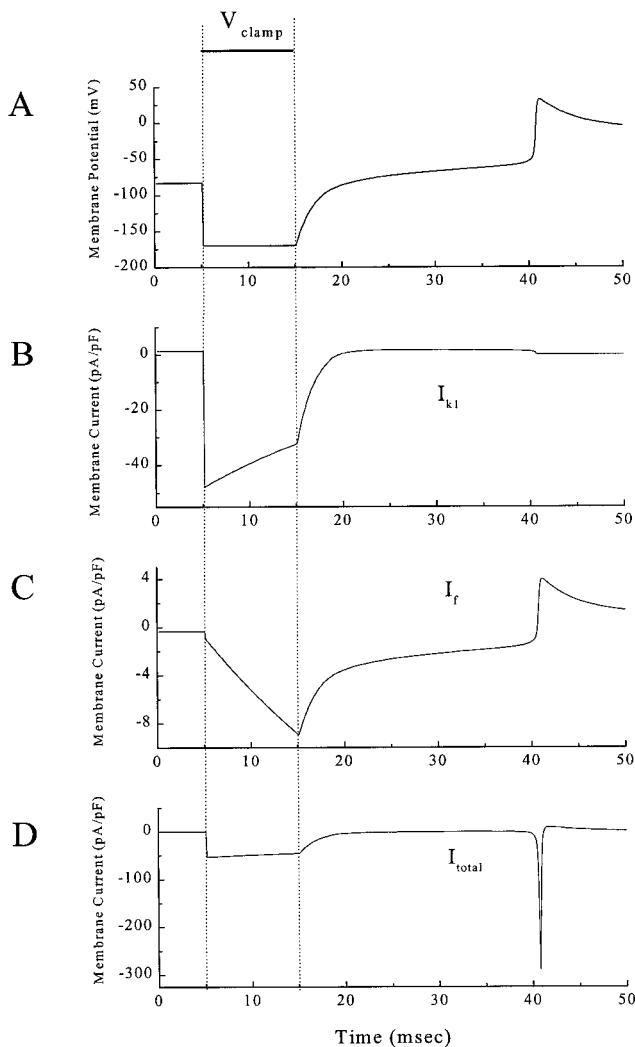 V clamp
A
Membrane Potential (mV)
50
0
-50
-100
-150
-200
0 10 20 30 40 50
B
Membrane Current (pA/pF)
0
-20
-40
I k1
0 10 20 30 40 50
C
Membrane Current (pA/pF)
4
0
-4
-8
I f
0 10 20 30 40 50
D
Membrane Current (pA/pF)
0
-100
-200
-300
I total
0 10 20 30 40 50
Time (msec)